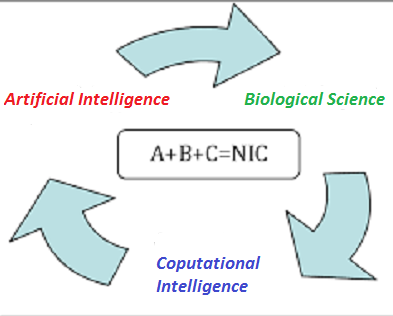 Artificial Intelligence
Biological Science
A+B+C=NIC
Coputational
Intelligence